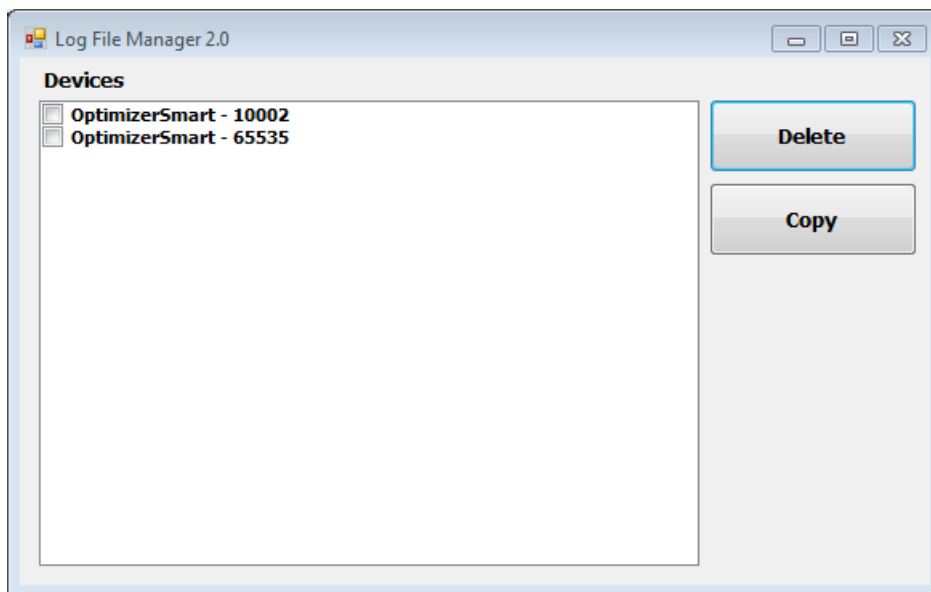 Log File Manager 2.0
Devices
OptimizerSmart - 10002
OptimizerSmart - 65535
Delete
Copy